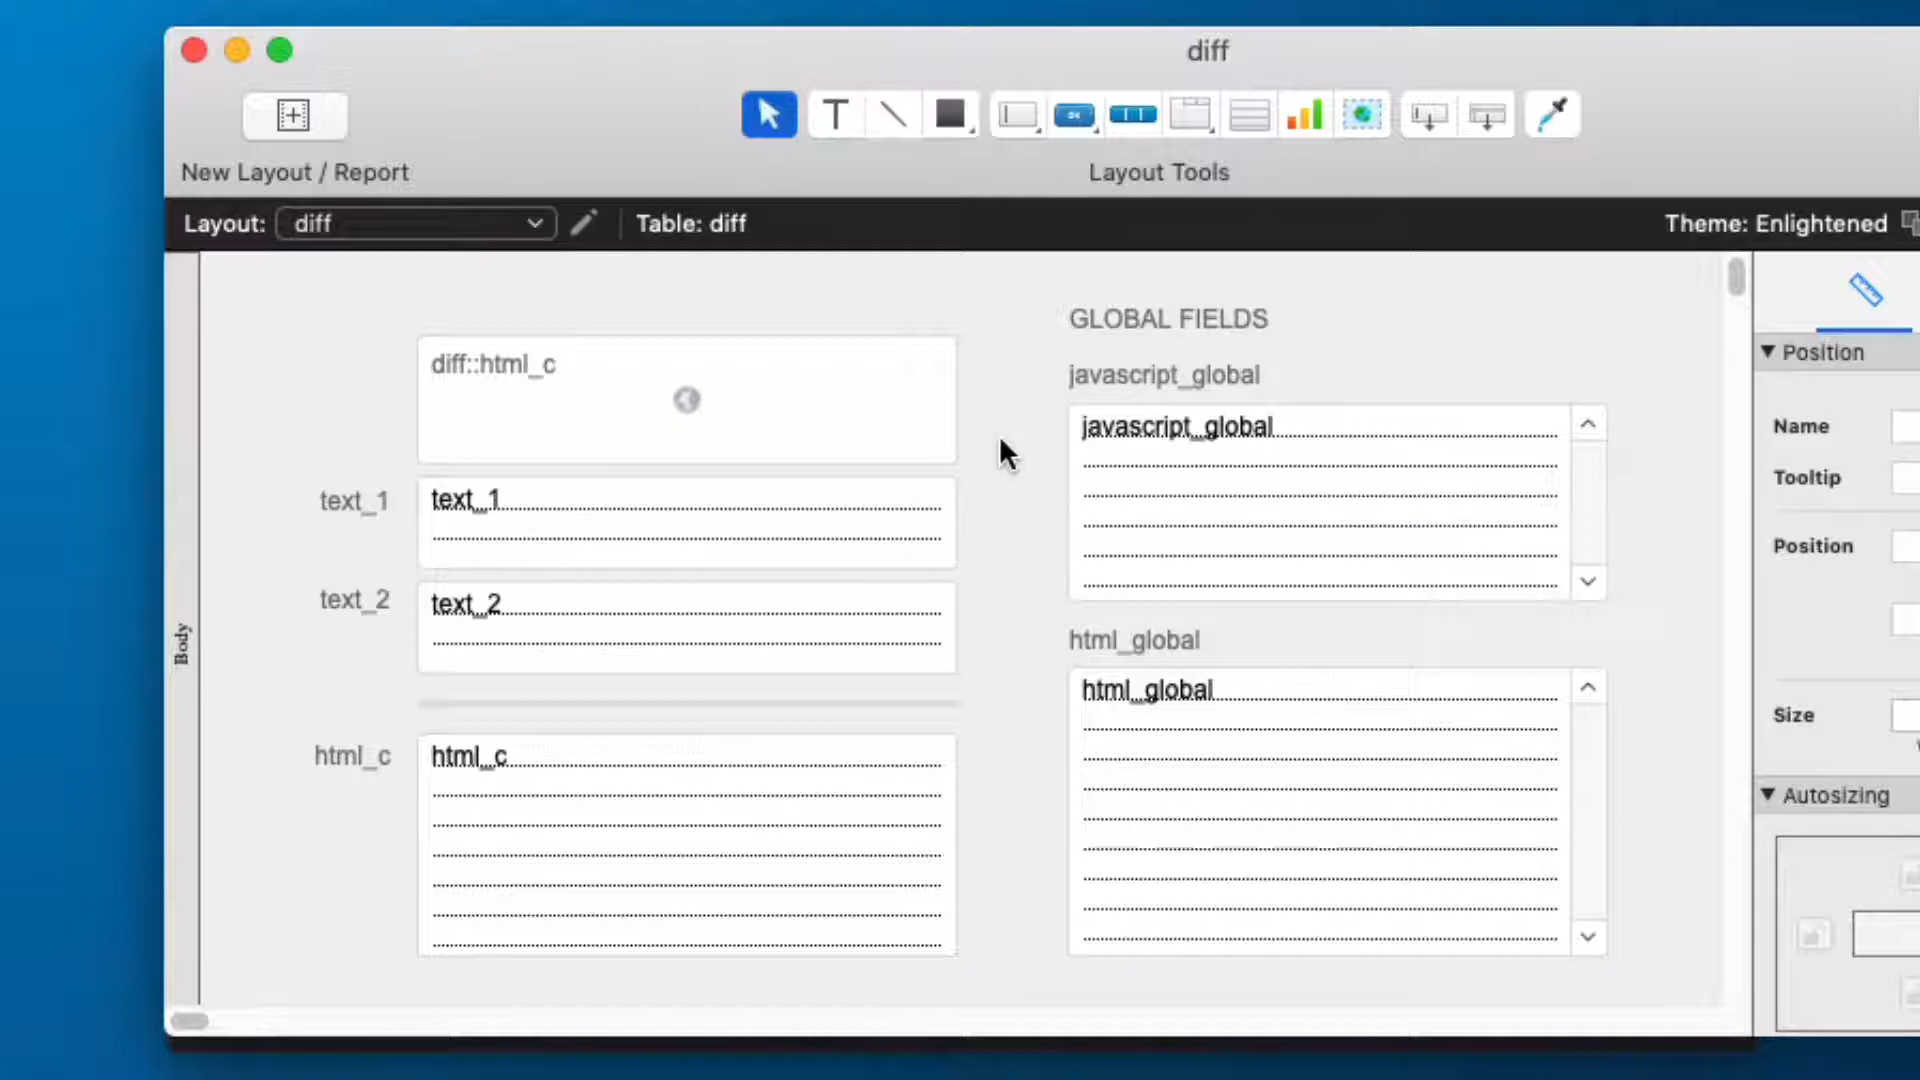 diff
New Layout / Report
Layout Tools
Layout: diff
Table: diff
Theme: Enlightened
Body
diff::html_c
text_1
text_1
text_2
text_2
html_c
html_c
GLOBAL FIELDS
javascript_global
javascript_global
html_global
html_global
Position
Name
Tooltip
Position
Size
Autosizing